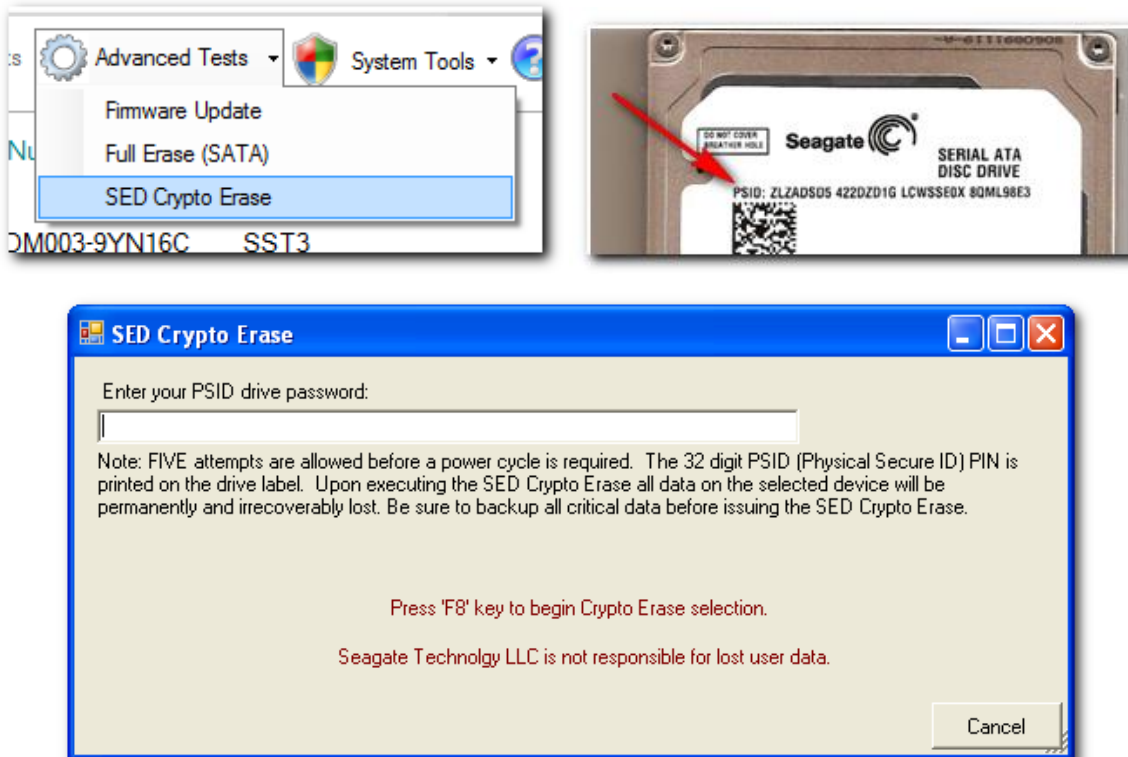 :s Advanced Tests System Tools ?
Firmware Update
Nu Full Erase (SATA)
SED Crypto Erase
DM003-9YN16C SST3
DO NOT COVER
BREATHER HOLE
Seagate
SERIAL ATA
DISC DRIVE
PSID: ZLZADSD5 422DZD1G LCWSSE0X 8QML98E3
SED Crypto Erase
Enter your PSID drive password:
Note: FIVE attempts are allowed before a power cycle is required. The 32 digit PSID (Physical Secure ID) PIN is
printed on the drive label. Upon executing the SED Crypto Erase all data on the selected device will be
permanently and irrecoverably lost. Be sure to backup all critical data before issuing the SED Crypto Erase.
Press 'F8' key to begin Crypto Erase selection.
Seagate Technolgy LLC is not responsible for lost user data.
Cancel